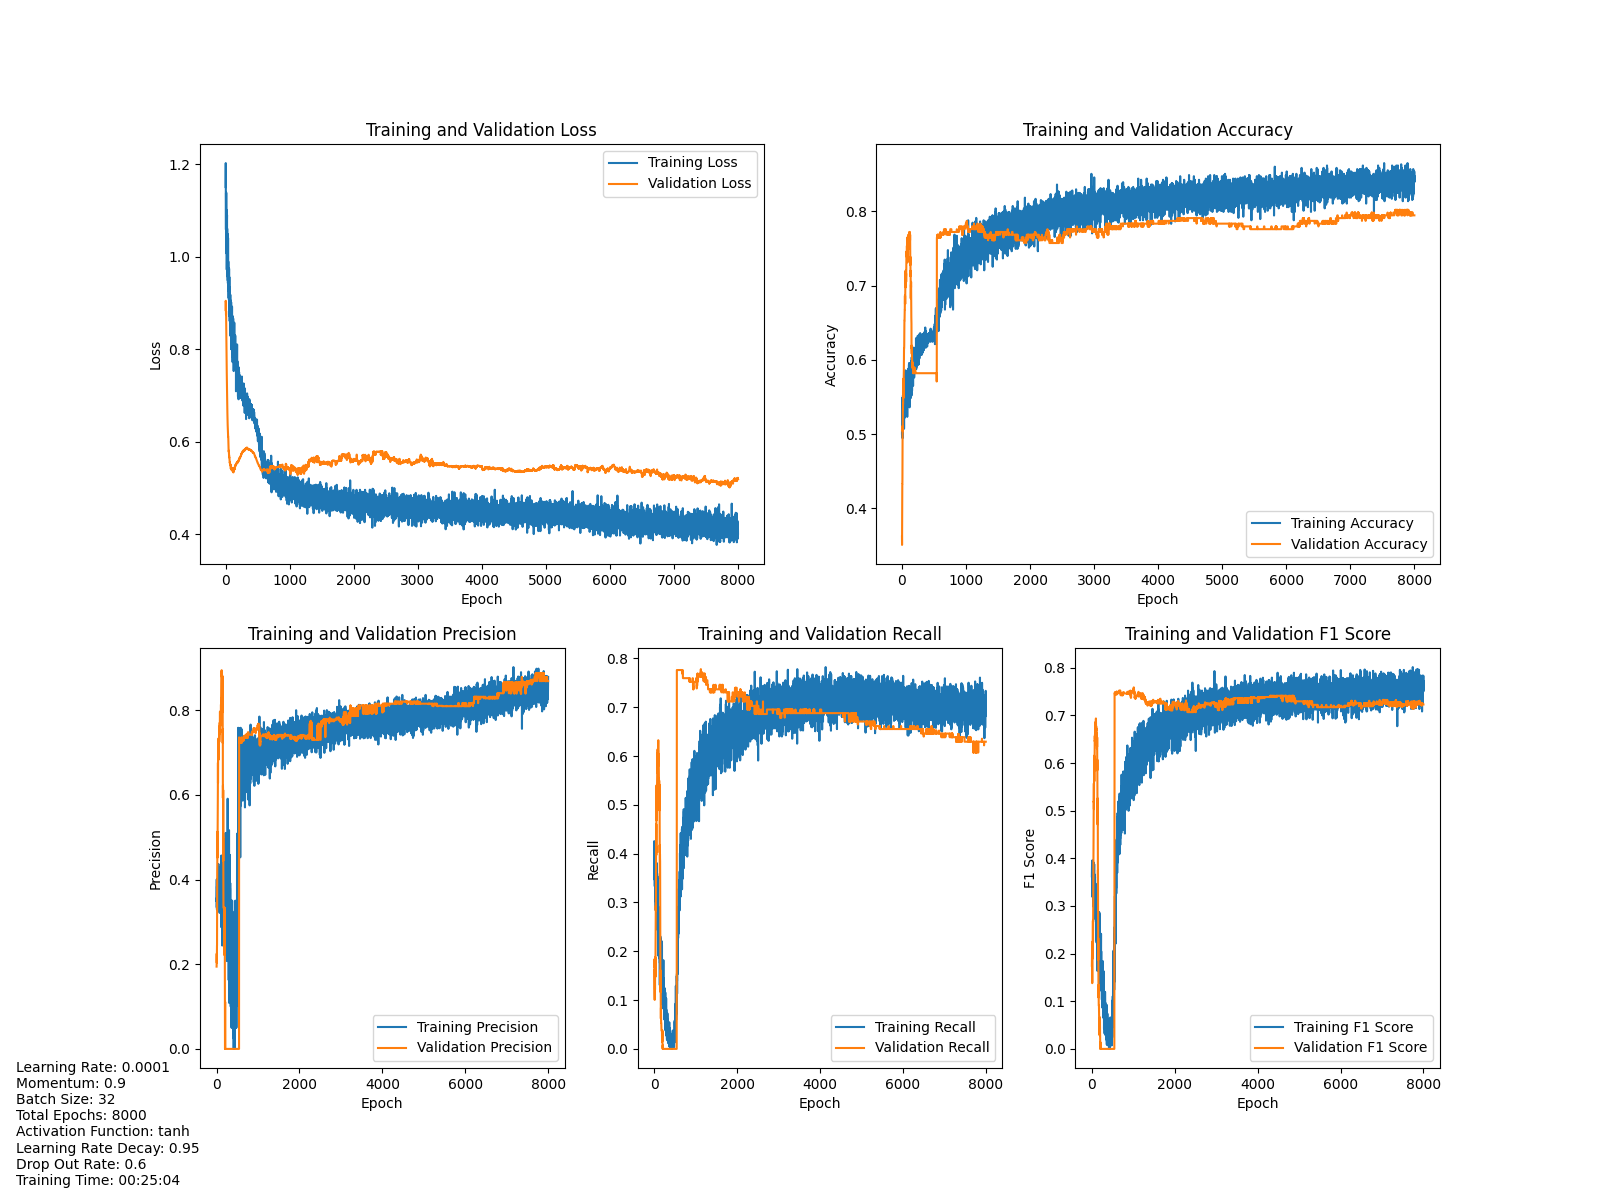 Training and Validation Loss
Training and Validation Accuracy
Training Loss
Validation Loss
1.2
1.0
0.8
0.6
0.4
Loss
0 1000 2000 3000 4000 5000 6000 7000 8000
Epoch
0.8
0.7
0.6
0.5
0.4
Accuracy
Training Accuracy
Validation Accuracy
0 1000 2000 3000 4000 5000 6000 7000 8000
Epoch
Training and Validation Precision
Training and Validation Recall
Training and Validation F1 Score
0.8
0.6
0.4
0.2
0.0
Precision
Training Precision
Validation Precision
0 2000 4000 6000 8000
Epoch
0.8
0.7
0.6
0.5
0.4
0.3
0.2
0.1
0.0
Recall
Training Recall
Validation Recall
0 2000 4000 6000 8000
Epoch
0.8
0.7
0.6
0.5
0.4
0.3
0.2
0.1
0.0
F1 Score
Training F1 Score
Validation F1 Score
0 2000 4000 6000 8000
Epoch
Learning Rate: 0.0001
Momentum: 0.9
Batch Size: 32
Total Epochs: 8000
Activation Function: tanh
Learning Rate Decay: 0.95
Drop Out Rate: 0.6
Training Time: 00:25:04